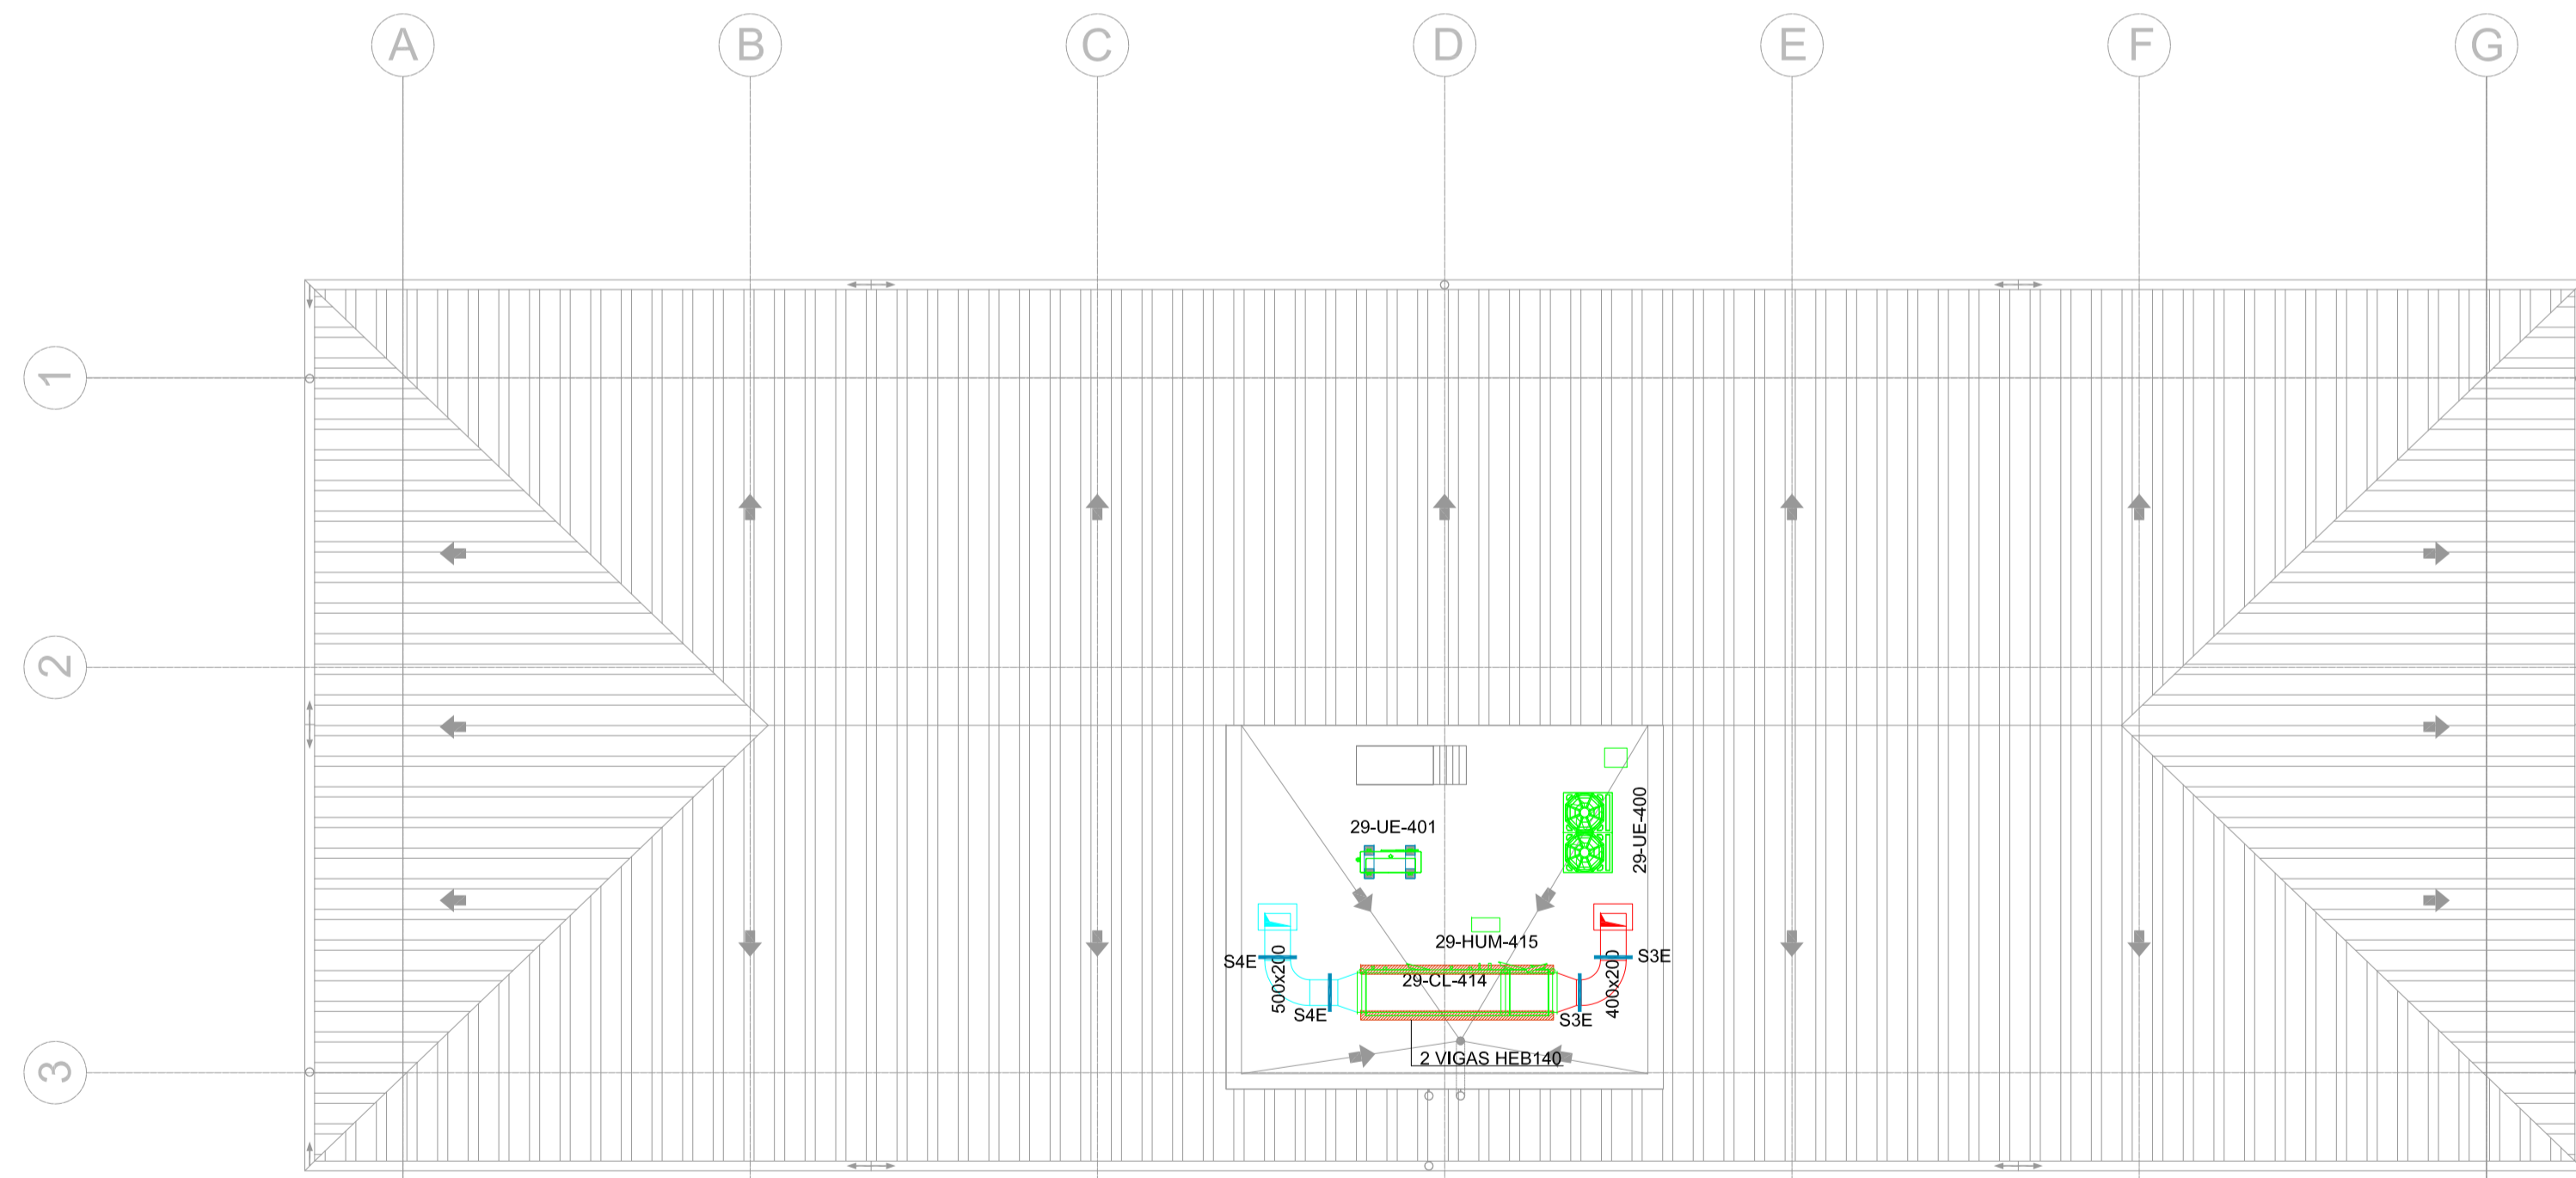 A
B
C
D
E
F
G
1
2
3
29-UE-401
29-UE-400
29-HUM-415
S4E
500x200
S3E
29-CL-414
400x200
S4E
S3E
2 VIGAS HEB140